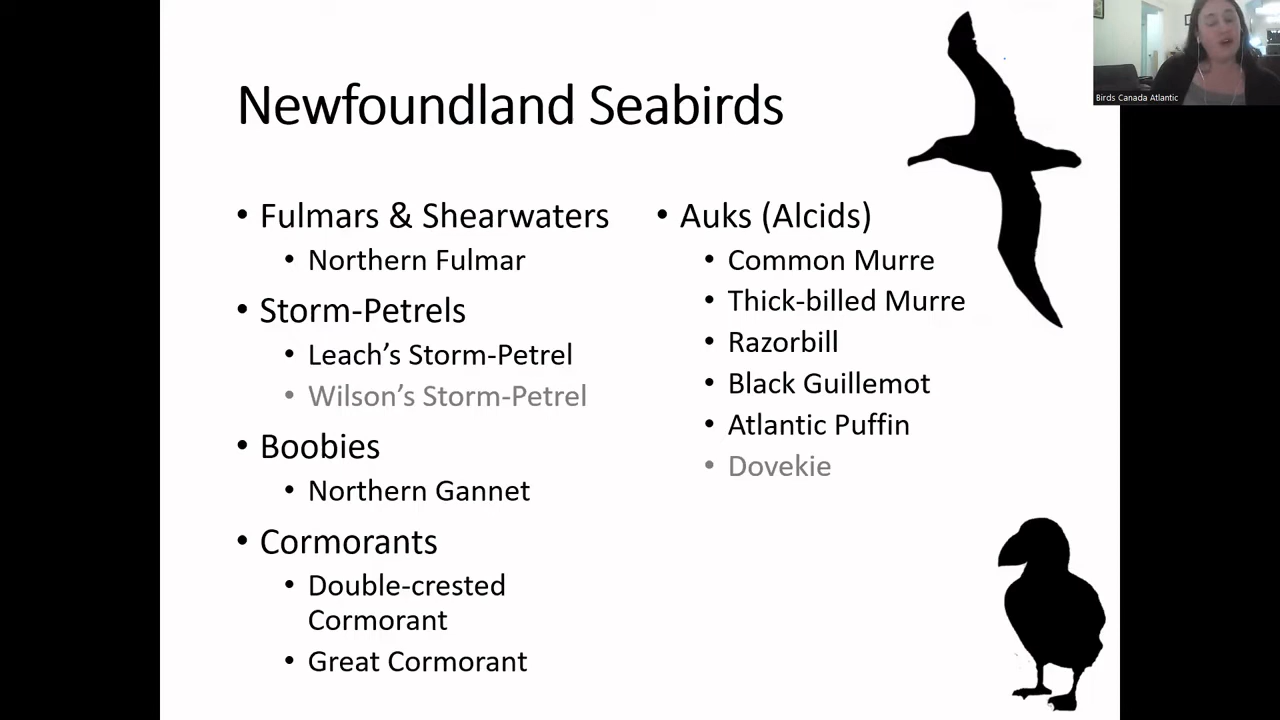 Newfoundland Seabirds
• Fulmars & Shearwaters
• Northern Fulmar
• Storm-Petrels
• Leach’s Storm-Petrel
• Wilson’s Storm-Petrel
• Boobies
• Northern Gannet
• Cormorants
• Double-crested
Cormorant
• Great Cormorant
• Auks (Alcids)
• Common Murre
• Thick-billed Murre
• Razorbill
• Black Guillemot
• Atlantic Puffin
• Dovekie
Birds Canada Atlantic